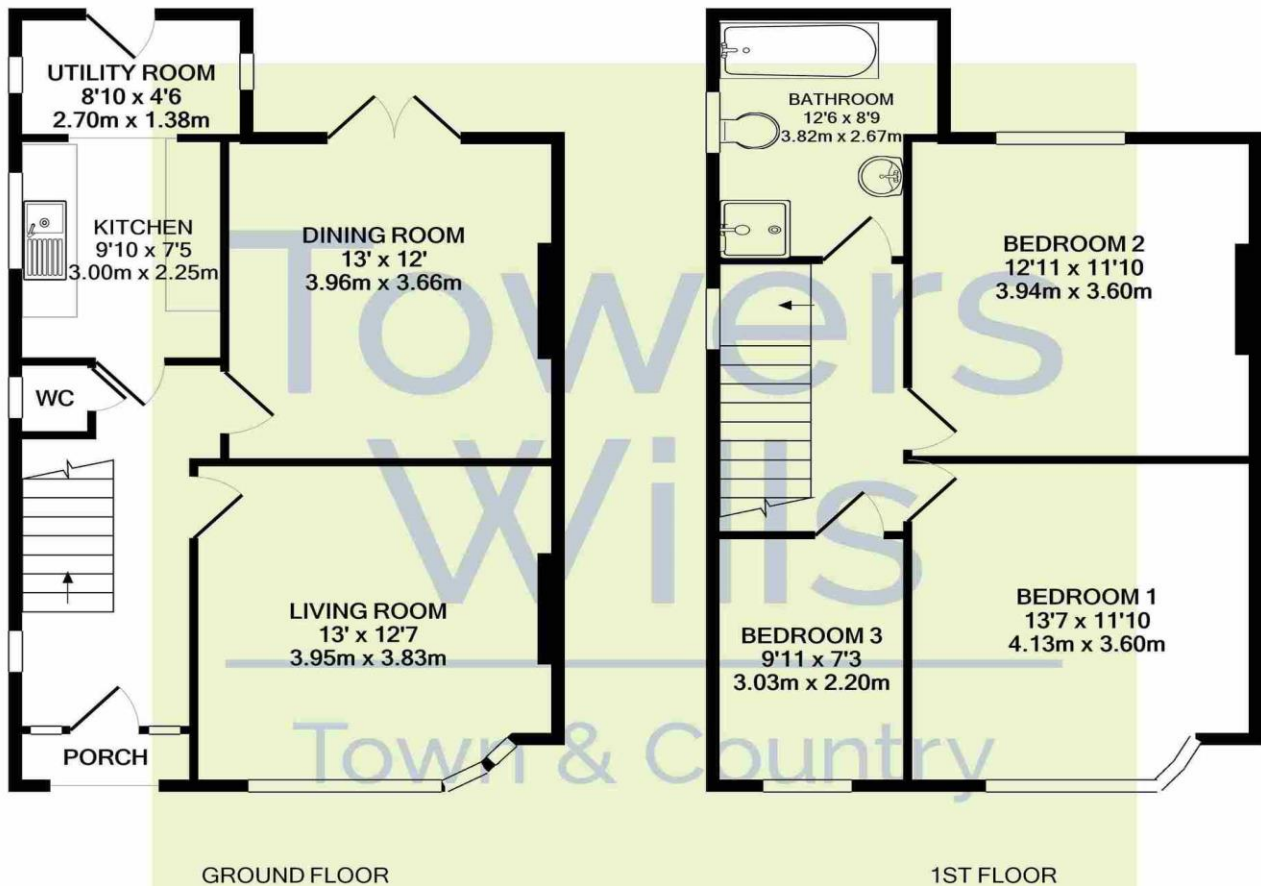 UTILITY ROOM
8'10 x 4'6
2.70m x 1.38m
KITCHEN
9'10 x 7'5
3.00m x 2.25m
DINING ROOM
13' x 12'
3.96m x 3.66m
WC
LIVING ROOM
13' x 12'7
3.95m x 3.83m
PORCH
GROUND FLOOR
BATHROOM
12'6 x 8'9
3.82m x 2.67m
BEDROOM 2
12'11 x 11'10
3.94m x 3.60m
BEDROOM 1
13'7 x 11'10
4.13m x 3.60m
BEDROOM 3
9'11 x 7'3
3.03m x 2.20m
1ST FLOOR
Towers
Wills
Town & Country